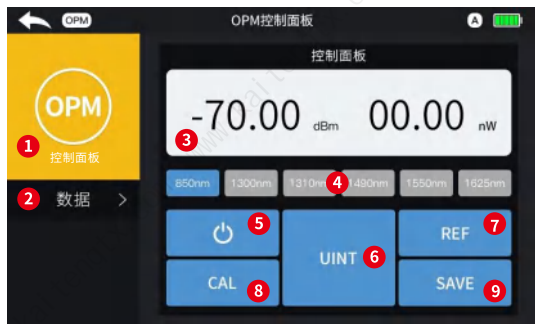 OPM OPM控制面板 A
OPM
1
控制面板
2 数据 >
控制面板
-70.00 dBm 00.00 nW
3
850nm 1300nm 1310nm 4 1490nm 1550nm 1625nm
5
UINT 6
REF 7
CAL 8
SAVE 9